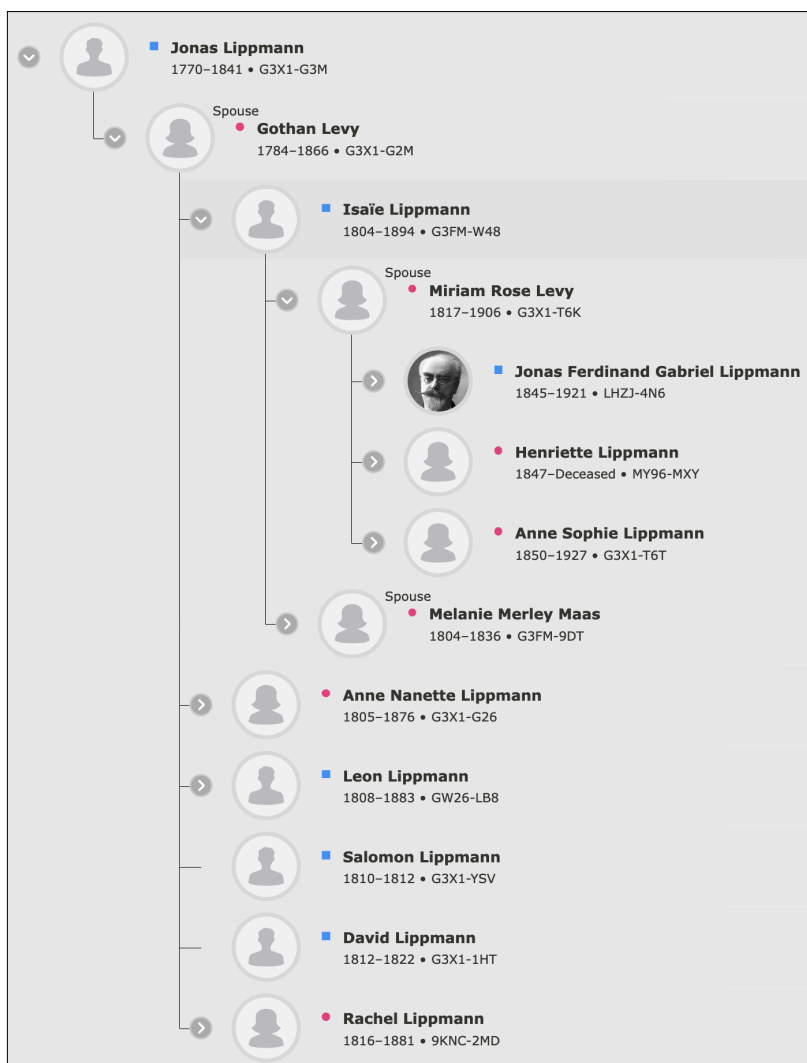 Jonas Lippmann
1770–1841 • G3X1-G3M
Spouse
Gothan Levy
1784–1866 • G3X1-G2M
Isaïe Lippmann
1804–1894 • G3FM-W48
Spouse
Miriam Rose Levy
1817–1906 • G3X1-T6K
Jonas Ferdinand Gabriel Lippmann
1845–1921 • LHZJ-4N6
Henriette Lippmann
1847–Deceased • MY96-MXY
Anne Sophie Lippmann
1850–1927 • G3X1-T6T
Spouse
Melanie Merley Maas
1804–1836 • G3FM-9DT
Anne Nanette Lippmann
1805–1876 • G3X1-G26
Leon Lippmann
1808–1883 • GW26-LB8
Salomon Lippmann
1810–1812 • G3X1-YSV
David Lippmann
1812–1822 • G3X1-1HT
Rachel Lippmann
1816–1881 • 9KNC-2MD